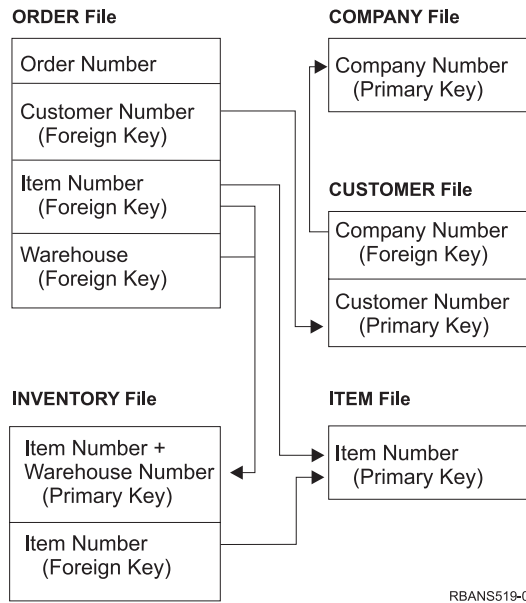 ORDER File
Order Number
Customer Number
(Foreign Key)
Item Number
(Foreign Key)
Warehouse
(Foreign Key)
COMPANY File
Company Number
(Primary Key)
CUSTOMER File
Company Number
(Foreign Key)
Customer Number
(Primary Key)
INVENTORY File
Item Number +
Warehouse Number
(Primary Key)
Item Number
(Foreign Key)
ITEM File
Item Number
(Primary Key)
RBANS519-0